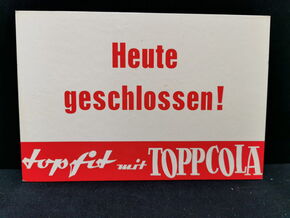 Heute
geschlossen!
topfit mit TOPPCOLA